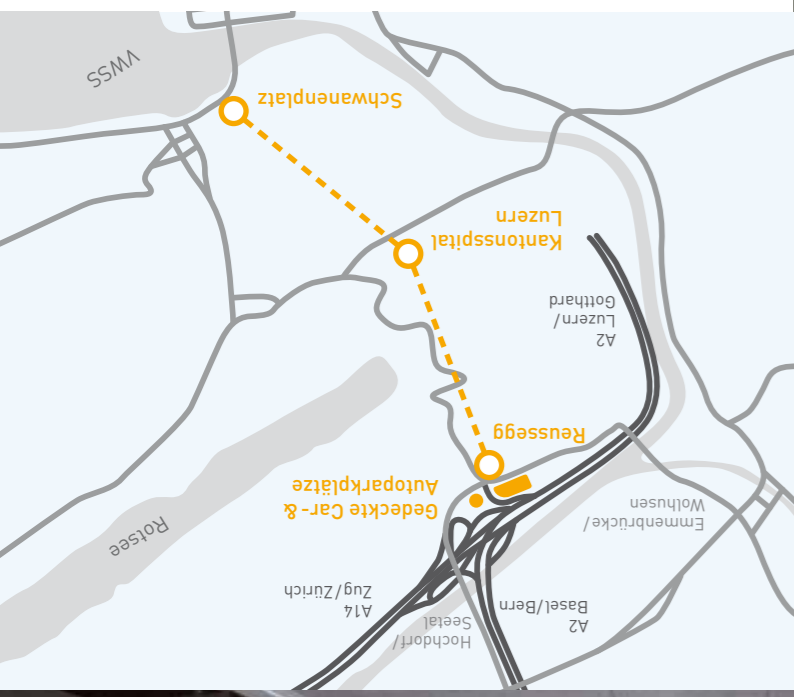 A2
Basel/Bern
Hochdorf/
Seetal
A14
Zug/Zürich
Emmenbrücke/
Wolhusen
Gedeckte Car- &
Autoparkplätze
Rotsee
Reussegg
A2
Luzern/
Gotthard
Kantonsspital
Luzern
Schwanenplatz
VWSS